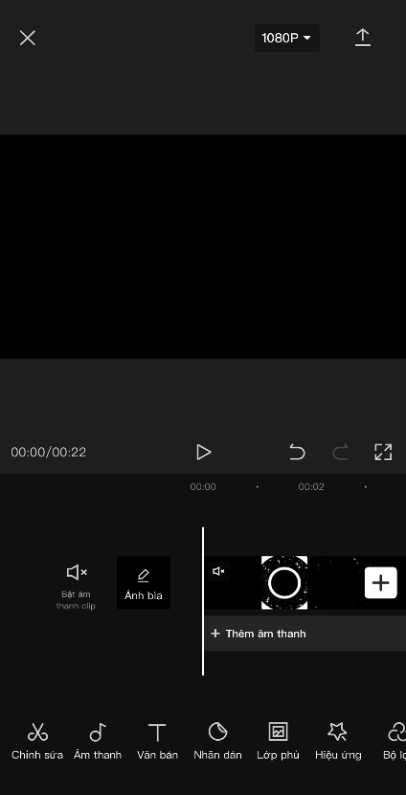 1080P
00:00/00:22
00:00
00:02
Bật âm
thanh clip
Ảnh bìa
Thêm âm thanh
Chỉnh sửa
Âm thanh
Văn bản
Nhãn dán
Lớp phủ
Hiệu ứng
Bộ lọ